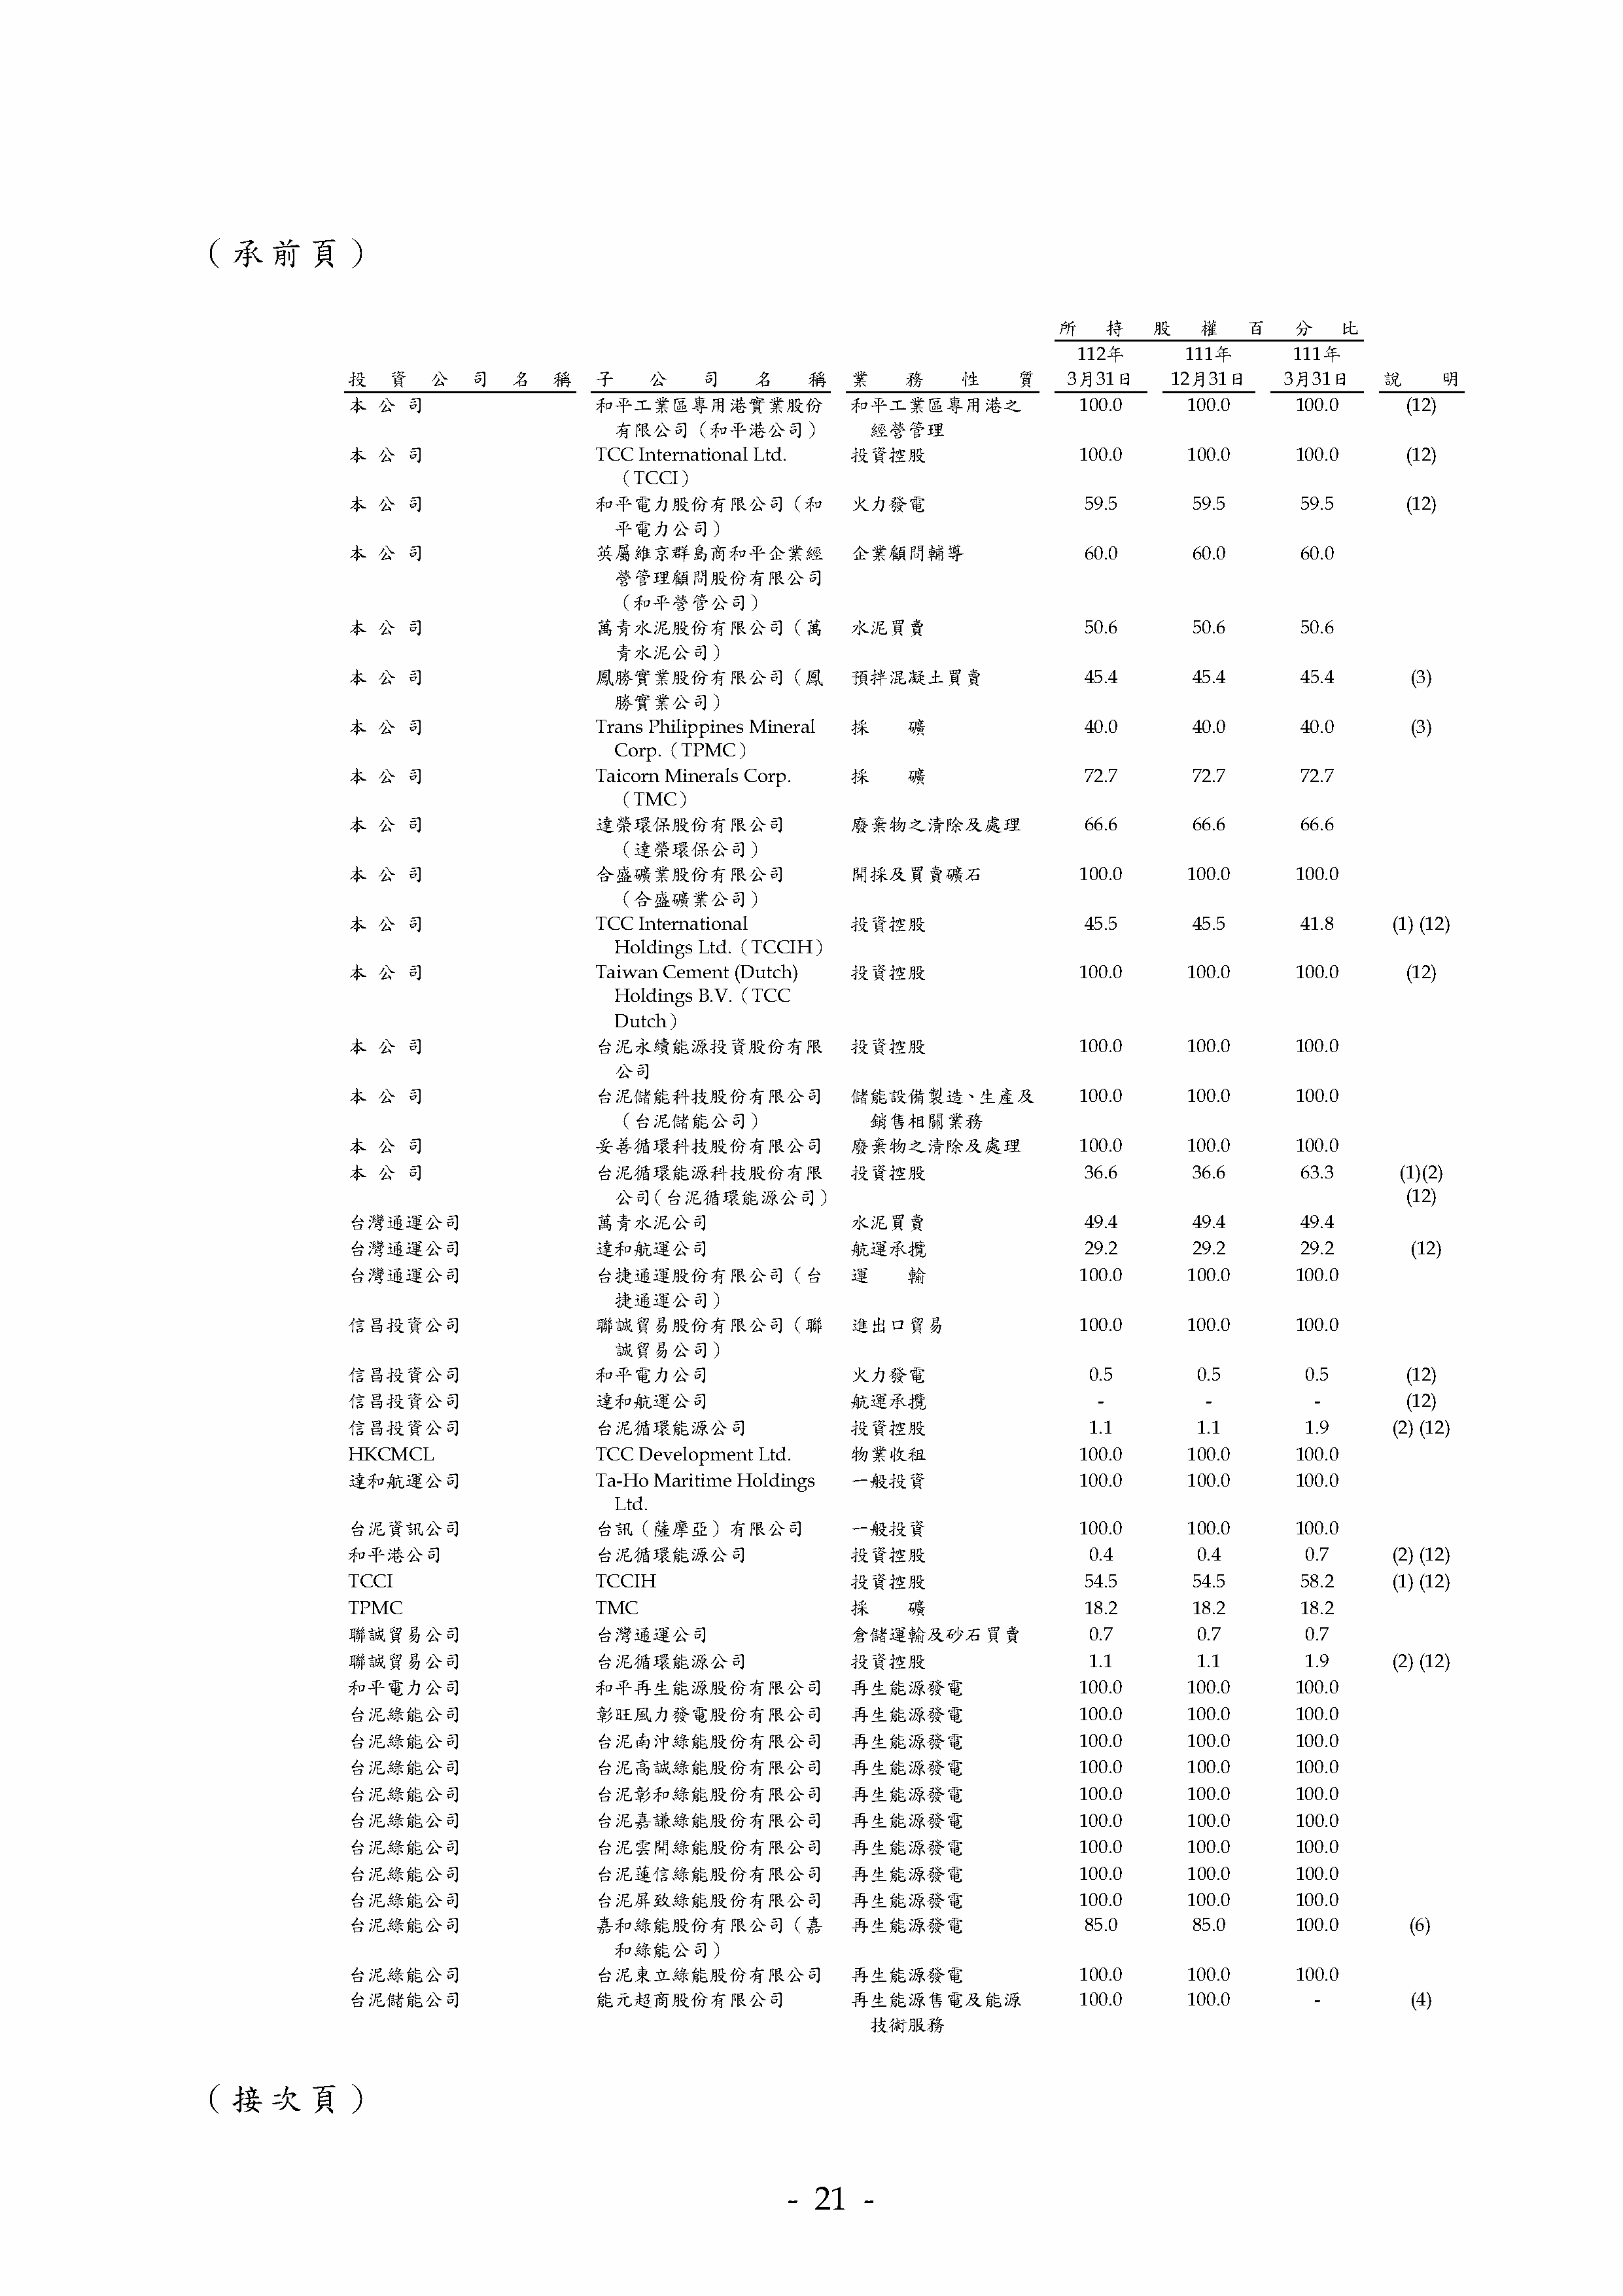 （承前頁）
所持股權百分比
112年 111年 111年
投資公司名稱 子公司名稱 業務性質 3月31日 12月31日 3月31日 說明
本公司 和平工業區專用港實業股份 和平工業區專用港之 100.0 100.0 100.0 (12)
有限公司（和平港公司） 經營管理
本公司 TCC International Ltd. 投資控股 100.0 100.0 100.0 (12)
（TCCI）
本公司 和平電力股份有限公司（和 火力發電 59.5 59.5 59.5 (12)
平電力公司）
本公司 英屬維京群島商和平企業經 企業顧問輔導 60.0 60.0 60.0
營管理顧問股份有限公司
（和平營管公司）
本公司 萬青水泥股份有限公司（萬 水泥買賣 50.6 50.6 50.6
青水泥公司）
本公司 鳳勝實業股份有限公司（鳳 預拌混凝土買賣 45.4 45.4 45.4 (3)
勝實業公司）
本公司 Trans Philippines Mineral 採礦 40.0 40.0 40.0 (3)
Corp.（TPMC）
本公司 Taicorn Minerals Corp. 採礦 72.7 72.7 72.7
（TMC）
本公司 達榮環保股份有限公司 廢棄物之清除及處理 66.6 66.6 66.6
（達榮環保公司）
本公司 合盛礦業股份有限公司 開採及買賣礦石 100.0 100.0 100.0
（合盛礦業公司）
本公司 TCC International 投資控股 45.5 45.5 41.8 (1) (12)
Holdings Ltd.（TCCIH）
本公司 Taiwan Cement (Dutch) 投資控股 100.0 100.0 100.0 (12)
Holdings B.V.（TCC
Dutch）
本公司 台泥永續能源投資股份有限 投資控股 100.0 100.0 100.0
公司
本公司 台泥儲能科技股份有限公司 儲能設備製造、生產及 100.0 100.0 100.0
（台泥儲能公司） 銷售相關業務
本公司 妥善循環科技股份有限公司 廢棄物之清除及處理 100.0 100.0 100.0
本公司 台泥循環能源科技股份有限 投資控股 36.6 36.6 63.3 (1)(2)
公司（台泥循環能源公司） (12)
台灣通運公司 萬青水泥公司 水泥買賣 49.4 49.4 49.4
台灣通運公司 達和航運公司 航運承攬 29.2 29.2 29.2 (12)
台灣通運公司 台捷通運股份有限公司（台 運輸 100.0 100.0 100.0
捷通運公司）
信昌投資公司 聯誠貿易股份有限公司（聯 進出口貿易 100.0 100.0 100.0
誠貿易公司）
信昌投資公司 和平電力公司 火力發電 0.5 0.5 0.5 (12)
信昌投資公司 達和航運公司 航運承攬 - - - (12)
信昌投資公司 台泥循環能源公司 投資控股 1.1 1.1 1.9 (2) (12)
HKCMCL TCC Development Ltd. 物業收租 100.0 100.0 100.0
達和航運公司 Ta-Ho Maritime Holdings 一般投資 100.0 100.0 100.0
Ltd.
台泥資訊公司 台訊（薩摩亞）有限公司 一般投資 100.0 100.0 100.0
和平港公司 台泥循環能源公司 投資控股 0.4 0.4 0.7 (2) (12)
TCCI TCCIH 投資控股 54.5 54.5 58.2 (1) (12)
TPMC TMC 採礦 18.2 18.2 18.2
聯誠貿易公司 台灣通運公司 倉儲運輸及砂石買賣 0.7 0.7 0.7
聯誠貿易公司 台泥循環能源公司 投資控股 1.1 1.1 1.9 (2) (12)
和平電力公司 和平再生能源股份有限公司 再生能源發電 100.0 100.0 100.0
台泥綠能公司 彰旺風力發電股份有限公司 再生能源發電 100.0 100.0 100.0
台泥綠能公司 台泥南沖綠能股份有限公司 再生能源發電 100.0 100.0 100.0
台泥綠能公司 台泥高誠綠能股份有限公司 再生能源發電 100.0 100.0 100.0
台泥綠能公司 台泥彰和綠能股份有限公司 再生能源發電 100.0 100.0 100.0
台泥綠能公司 台泥嘉謙綠能股份有限公司 再生能源發電 100.0 100.0 100.0
台泥綠能公司 台泥雲開綠能股份有限公司 再生能源發電 100.0 100.0 100.0
台泥綠能公司 台泥蓮信綠能股份有限公司 再生能源發電 100.0 100.0 100.0
台泥綠能公司 台泥屏致綠能股份有限公司 再生能源發電 100.0 100.0 100.0
台泥綠能公司 嘉和綠能股份有限公司（嘉 再生能源發電 85.0 85.0 100.0 (6)
和綠能公司）
台泥綠能公司 台泥東立綠能股份有限公司 再生能源發電 100.0 100.0 100.0
台泥儲能公司 能元超商股份有限公司 再生能源售電及能源 100.0 100.0 - (4)
技術服務
（接次頁）
- 21 -